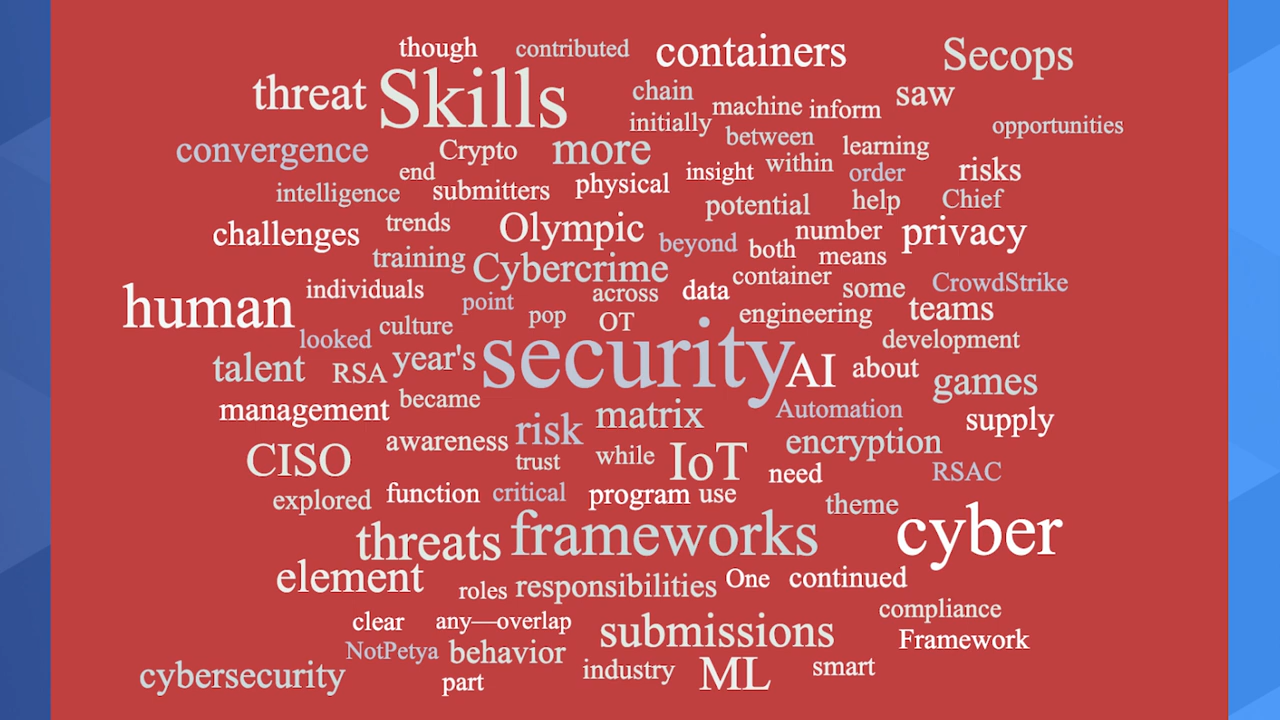 though contributed containers Secops
threat Skills chain machine inform saw
initially between opportunities
convergence Crypto more learning
end insight within order risks
intelligence submitters physical help Chief
potential
challenges trends Olympic beyond both number privacy
training Cybercrime means
container
individuals point across data some CrowdStrike
human pop OT engineering teams
looked culture development
talent RSA year's security AI about games
management became matrix Automation supply
risk
CISO awareness encryption
trust while IoT need RSAC
explored function critical program use theme
threats frameworks cyber
element roles responsibilities One continued
compliance
clear any—overlap submissions Framework
NotPetya behavior
cybersecurity part industry ML smart